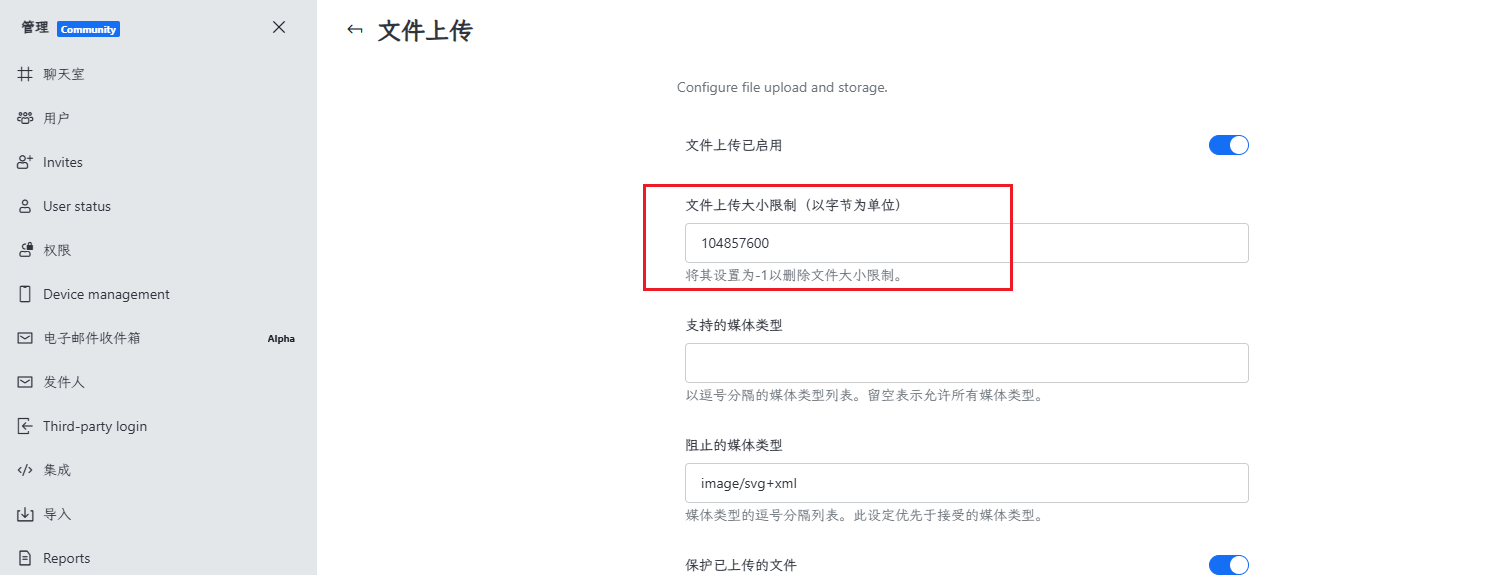 管理 Community
聊天室
用户
Invites
User status
权限
Device management
电子邮件收件箱 Alpha
发件人
Third-party login
集成
导入
Reports
文件上传
Configure file upload and storage.
文件上传已启用
文件上传大小限制（以字节为单位）
104857600
将其设置为-1以删除文件大小限制。
支持的媒体类型
以逗号分隔的媒体类型列表。留空表示允许所有媒体类型。
阻止的媒体类型
image/svg+xml
媒体类型的逗号分隔列表。此设定优先于接受的媒体类型。
保护已上传的文件